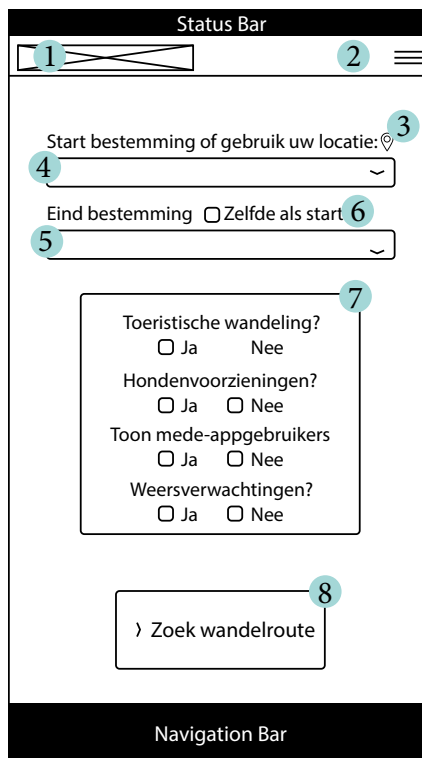 Status Bar
1 2
3
Start bestemming of gebruik uw locatie:
4
Eind bestemming Zelfde als start 6
5
7
Toeristische wandeling?
Ja Nee
Hondenvoorzieningen?
Ja Nee
Toon mede-appgebruikers
Ja Nee
Weersverwachtingen?
Ja Nee
8
Zoek wandelroute
Navigation Bar